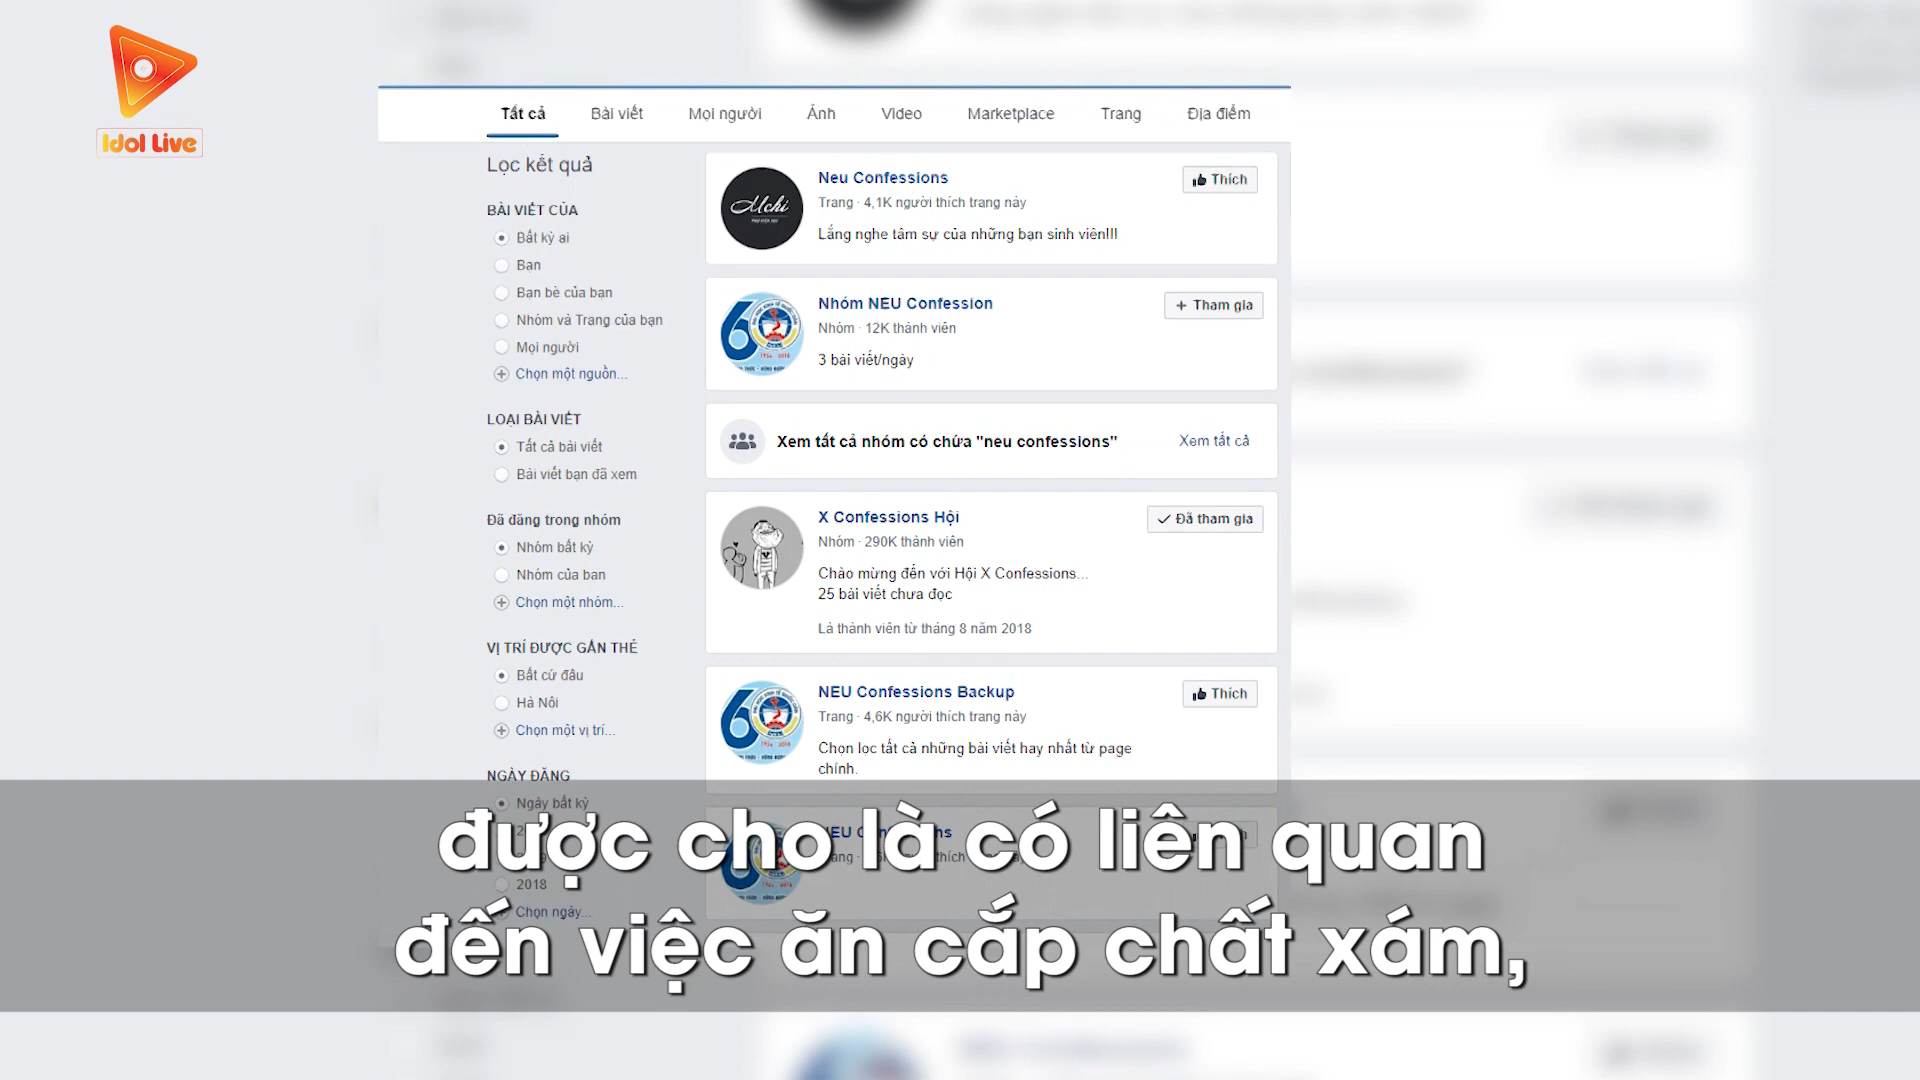 Idol Live
Tất cả
Bài viết
Mọi người
Ảnh
Video
Marketplace
Trang
Địa điểm
Lọc kết quả
BÀI VIẾT CỦA
Bất kỳ ai
Bạn
Bạn bè của bạn
Nhóm và Trang của bạn
Mọi người
Chọn một nguồn...
LOẠI BÀI VIẾT
Tất cả bài viết
Bài viết bạn đã xem
Đã đăng trong nhóm
Nhóm bất kỳ
Nhóm của bạn
Chọn một nhóm...
VỊ TRÍ ĐƯỢC GẮN THẺ
Bất cứ đâu
Hà Nội
Chọn một vị trí...
NGÀY ĐĂNG
Ngày bất kỳ
2018
Chọn ngày...
Mchi
Neu Confessions
Thích
Trang · 4,1K người thích trang này
Lắng nghe tâm sự của những bạn sinh viên!!!
Nhóm NEU Confession
Tham gia
Nhóm · 12K thành viên
3 bài viết/ngày
Xem tất cả nhóm có chứa "neu confessions"
Xem tất cả
X Confessions Hội
Đã tham gia
Nhóm · 290K thành viên
Chào mừng đến với Hội X Confessions...
25 bài viết chưa đọc
Là thành viên từ tháng 8 năm 2018
NEU Confessions Backup
Thích
Trang · 4,6K người thích trang này
Chọn lọc tất cả những bài viết hay nhất từ page
chính.
được cho là có liên quan
đến việc ăn cắp chất xám,